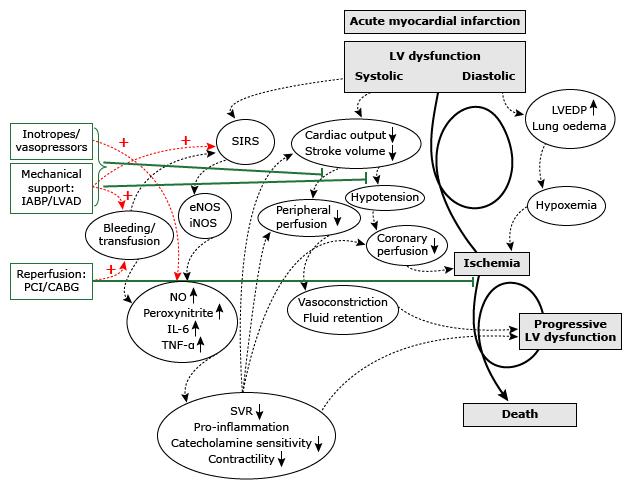 Acute myocardial infarction
LV dysfunction
Systolic Diastolic
LVEDP ↑
Lung oedema
Inotropes/
vasopressors
+
+
SIRS
Cardiac output ↓
Stroke volume ↓
Mechanical
support:
IABP/LVAD
+
Hypotension
eNOS
iNOS
Peripheral
perfusion ↓
Hypoxemia
Bleeding/
transfusion
Coronary
perfusion ↓
Ischemia
Reperfusion:
PCI/CABG
+
NO ↑
Peroxynitrite ↑
IL-6 ↑
TNF-α ↑
Vasoconstriction
Fluid retention
Progressive
LV dysfunction
SVR ↓
Pro-inflammation
Catecholamine sensitivity ↓
Contractility ↓
Death